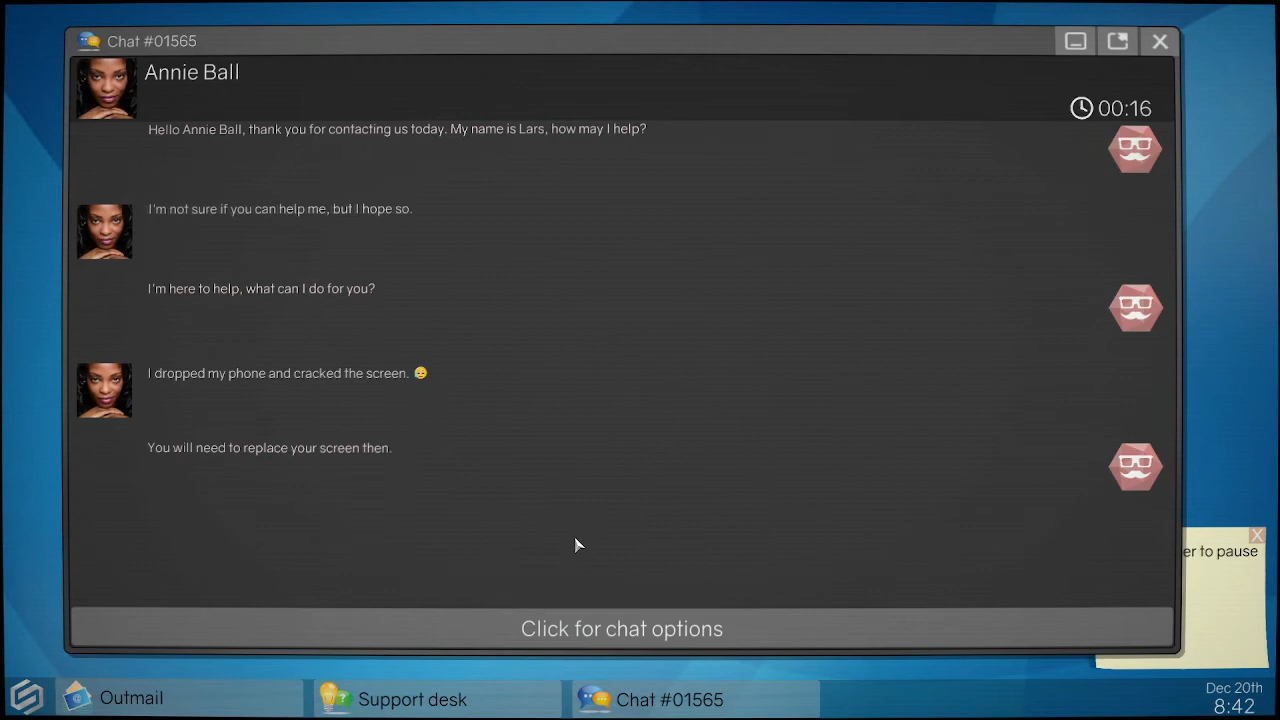 Chat #01565
Annie Ball
00:16
Hello Annie Ball, thank you for contacting us today. My name is Lars, how may I help?
I'm not sure if you can help me, but I hope so.
I'm here to help, what can I do for you?
I dropped my phone and cracked the screen. 😥
You will need to replace your screen then.
X
er to pause
Click for chat options
Outmail
Support desk
Chat #01565
Dec 20th
8:42